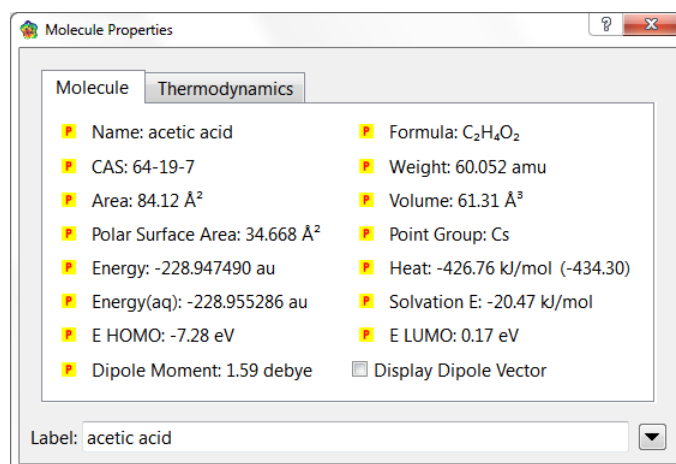 Molecule Properties
?
X
Molecule
Thermodynamics
P Name: acetic acid
P Formula: C₂H₄O₂
P CAS: 64-19-7
P Weight: 60.052 amu
P Area: 84.12 Å²
P Volume: 61.31 Å³
P Polar Surface Area: 34.668 Å²
P Point Group: Cs
P Energy: -228.947490 au
P Heat: -426.76 kJ/mol (-434.30)
P Energy(aq): -228.955286 au
P Solvation E: -20.47 kJ/mol
P E HOMO: -7.28 eV
P E LUMO: 0.17 eV
P Dipole Moment: 1.59 debye
Display Dipole Vector
Label: acetic acid